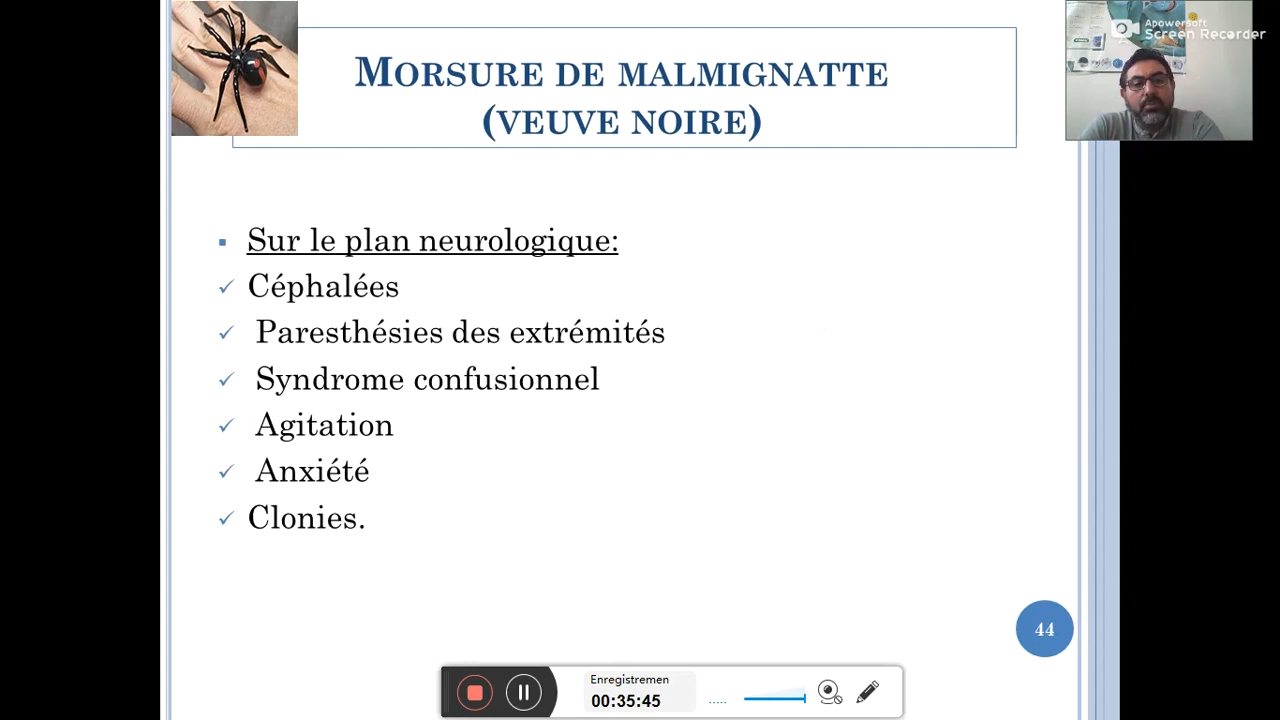 Apowersoft
Screen Recorder
MORSURE DE MALMIGNATTE
(VEUVE NOIRE)
Sur le plan neurologique:
Céphalées
Paresthésies des extrémités
Syndrome confusionnel
Agitation
Anxiété
Clonies.
44
Enregistremen
00:35:45